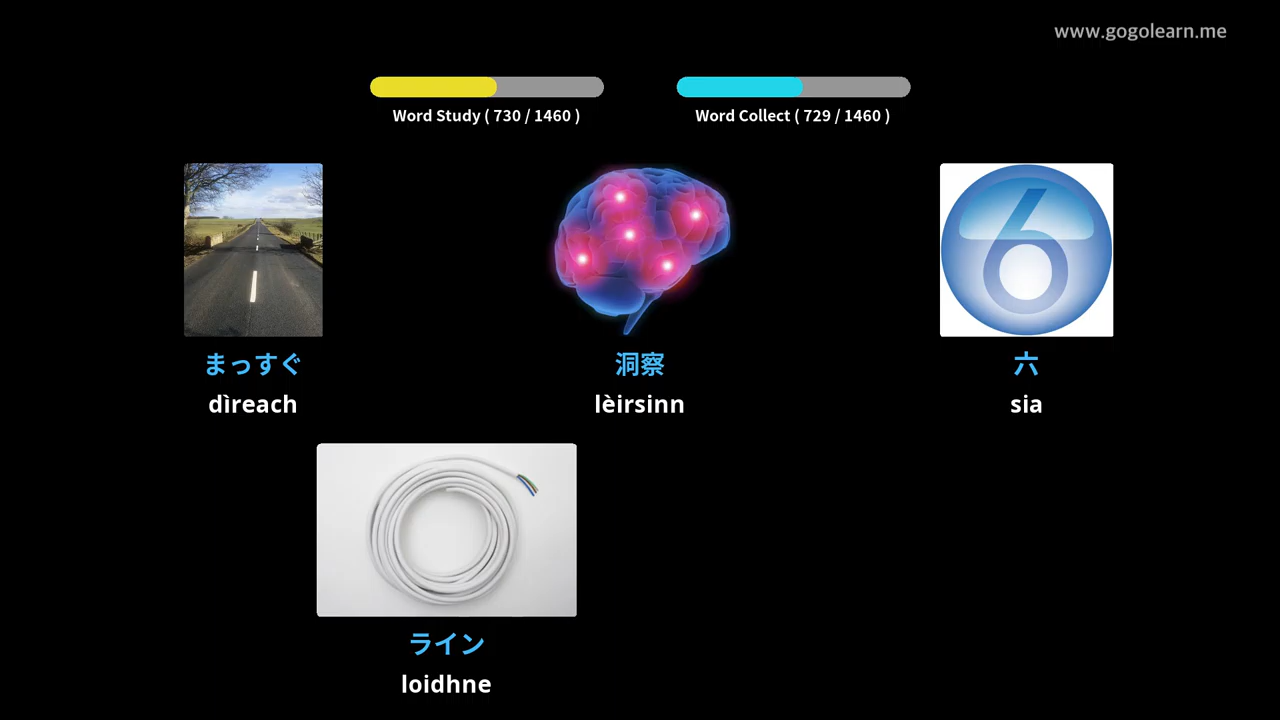 www.gogolearn.me
Word Study ( 730 / 1460 )
Word Collect ( 729 / 1460 )
6
まっすぐ
dìreach
洞察
lèirsinn
六
sia
ライン
loidhne